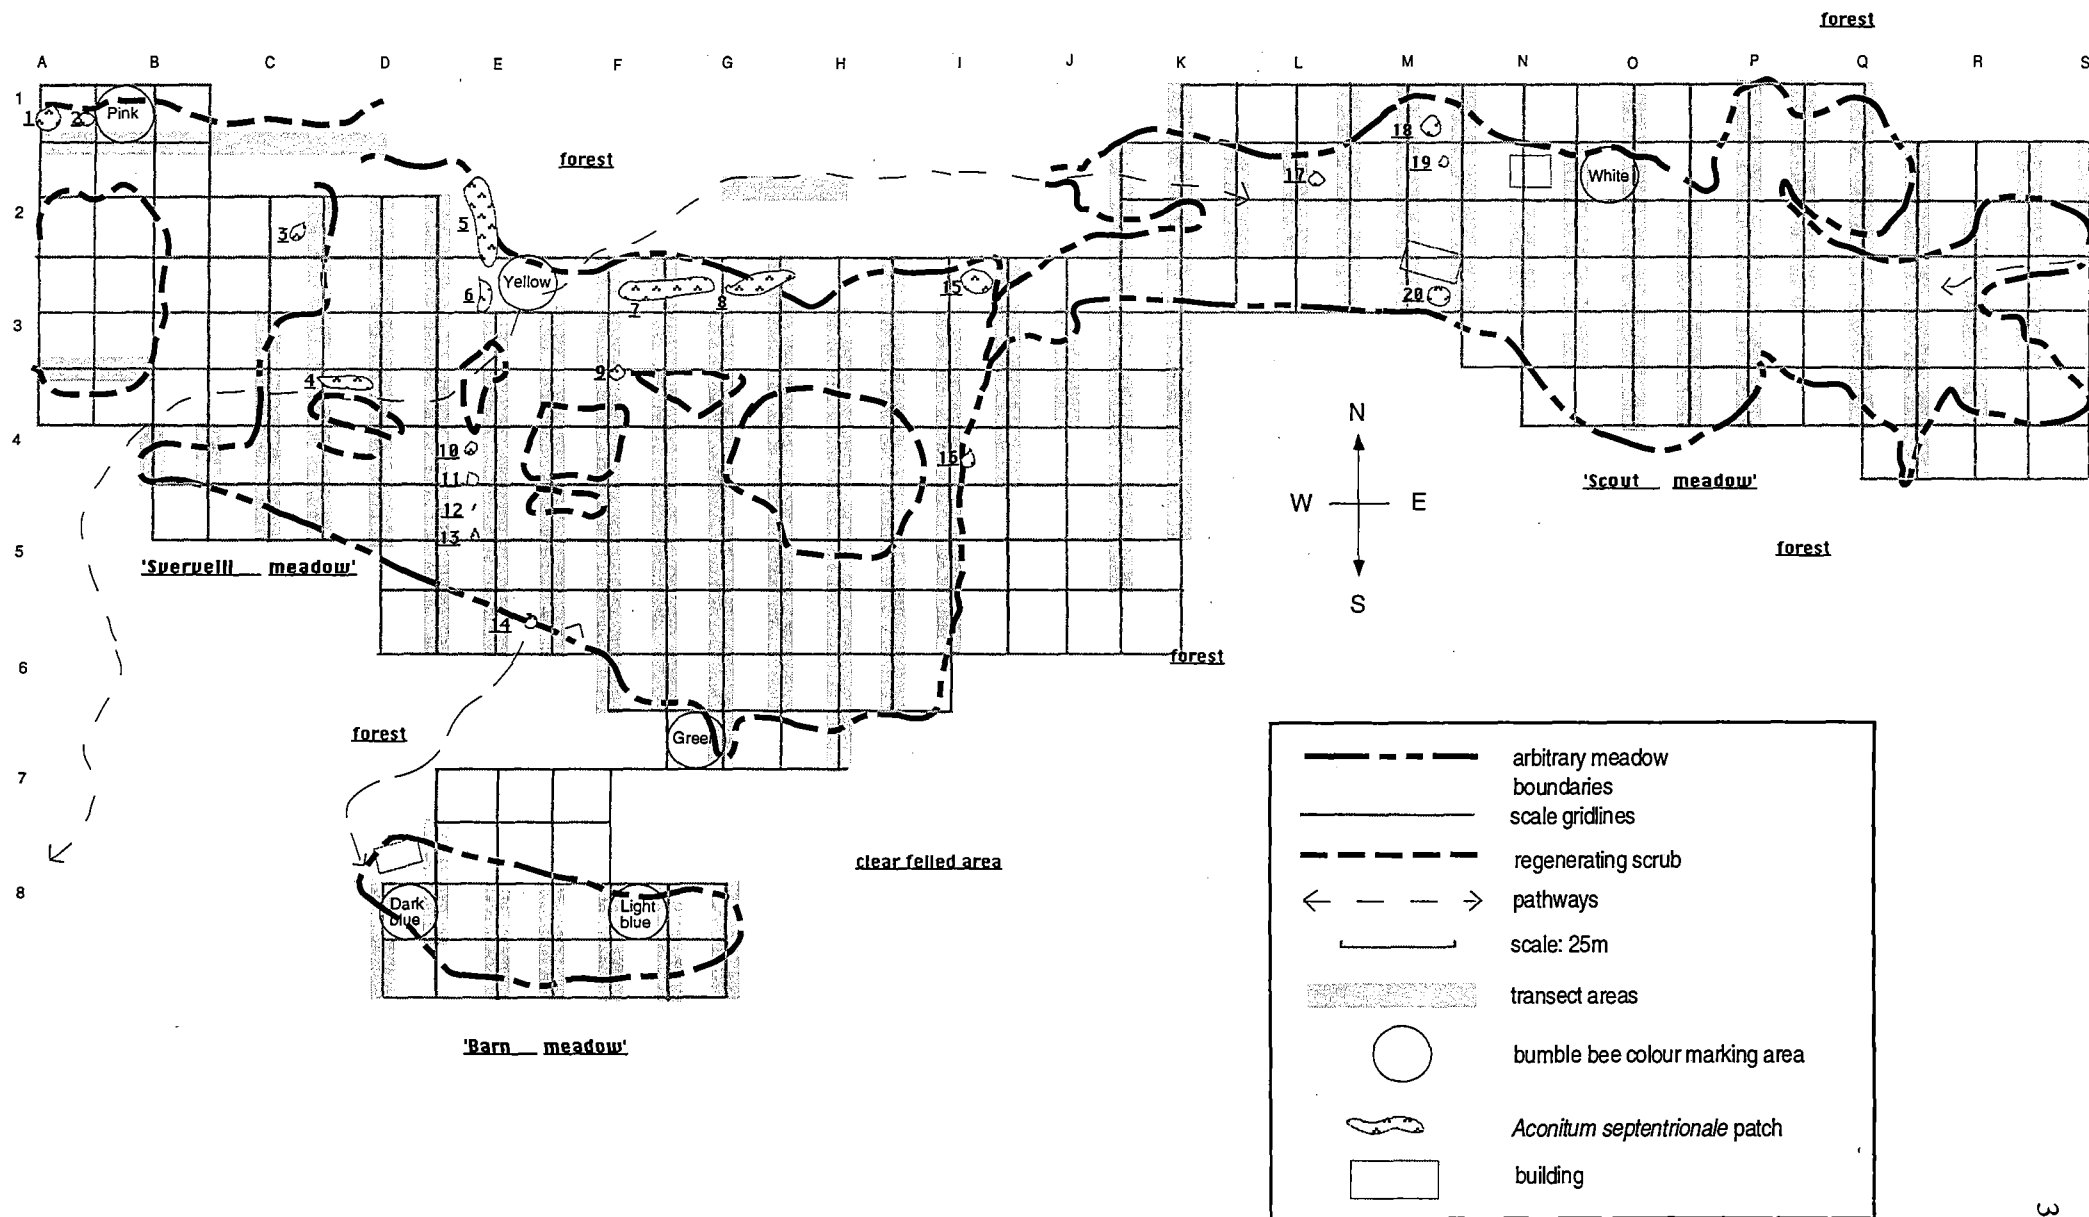 forest
A B C D E F G H I J K L M N O P Q R S
1
Pink
1 2
18
forest
19
17
White
2
5
3
Yellow
6
15
7 8
20
3
4
9
N
4
10
16
11
'Scout meadow'
W E
12
13
5
'Svervelli meadow'
forest
S
14
6
forest
forest
Green
arbitrary meadow
boundaries
7
scale gridlines
clear felled area
regenerating scrub
8
pathways
Dark
blue
Light
blue
scale: 25m
transect areas
'Barn meadow'
bumble bee colour marking area
Aconitum septentrionale patch
building
3